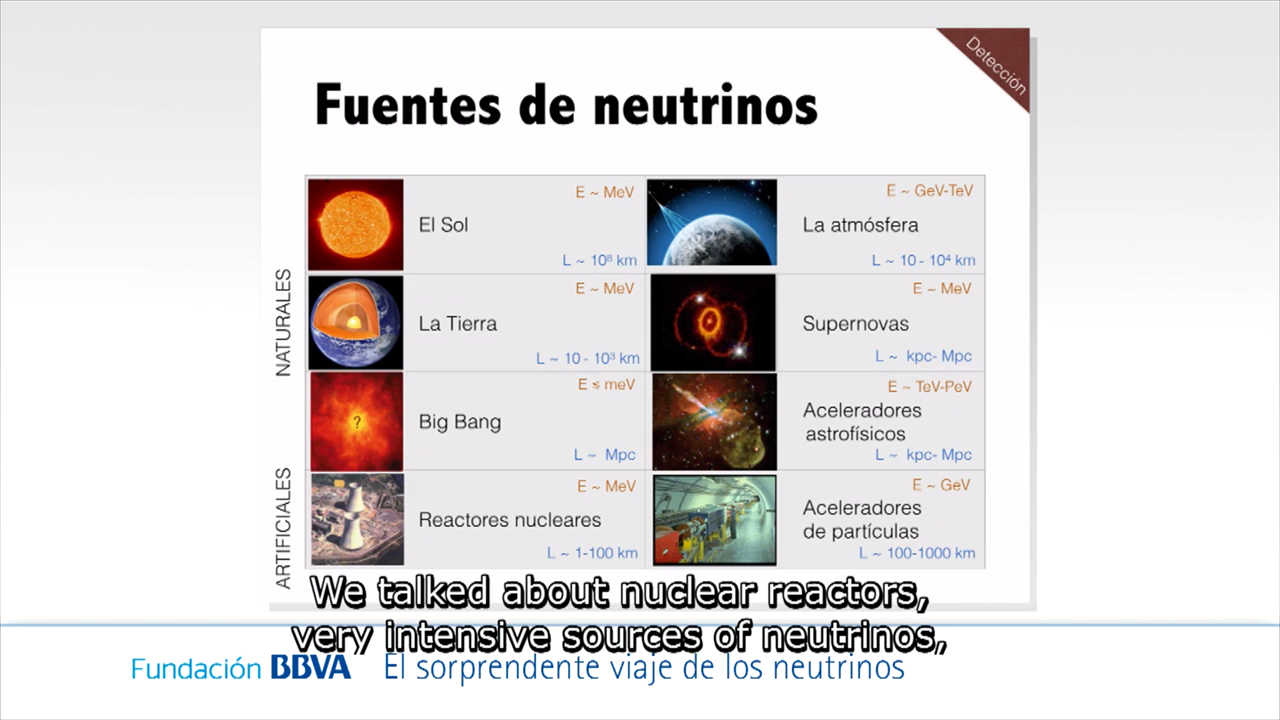 Detección
Fuentes de neutrinos
NATURALES
E ~ MeV
El Sol
L ~ 10⁸ km
E ~ GeV-TeV
La atmósfera
L ~ 10 - 10⁴ km
E ~ MeV
La Tierra
L ~ 10 - 10³ km
E ~ MeV
Supernovas
L ~ kpc- Mpc
?
E ≲ meV
Big Bang
L ~ Mpc
E ~ TeV-PeV
Aceleradores
astrofísicos
L ~ kpc- Mpc
ARTIFICIALES
E ~ MeV
Reactores nucleares
L ~ 1-100 km
E ~ GeV
Aceleradores
de partículas
L ~ 100-1000 km
We talked about nuclear reactors,
very intensive sources of neutrinos,
Fundación BBVA El sorprendente viaje de los neutrinos